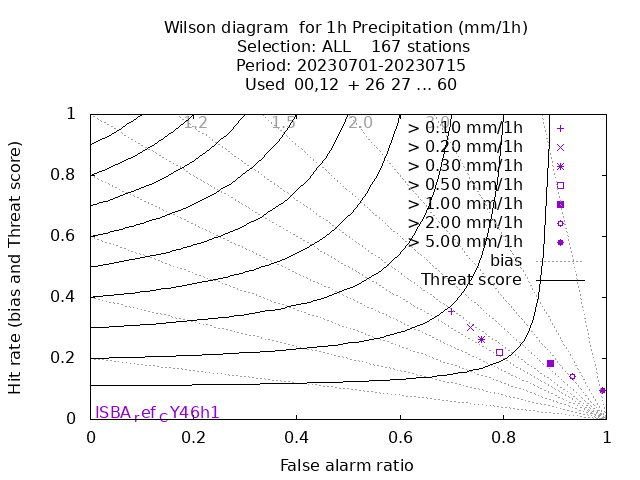 Wilson diagram for 1h Precipitation (mm/1h)
Selection: ALL 167 stations
Period: 20230701-20230715
Used 00,12 + 26 27 ... 60
Hit rate (bias and Threat score)
1
0.8
0.6
0.4
0.2
0
1.2
1.5
2.0
3.0
> 0.10 mm/1h
> 0.20 mm/1h
> 0.30 mm/1h
> 0.50 mm/1h
> 1.00 mm/1h
> 2.00 mm/1h
> 5.00 mm/1h
bias
Threat score
ISBA_ref_CY46h1
0 0.2 0.4 0.6 0.8 1
False alarm ratio